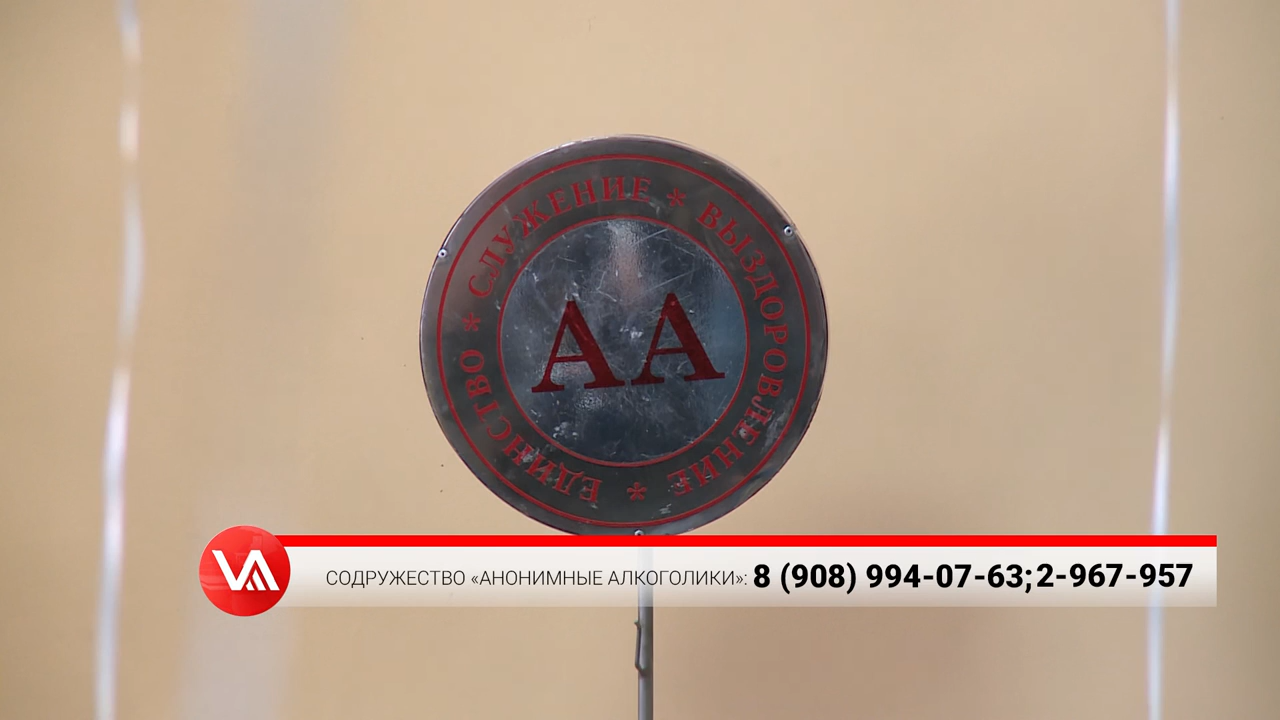 СЛУЖЕНИЕ * ВЫЗДОРОВЛЕНИЕ * ЕДИНСТВО *
АА
СОДРУЖЕСТВО «АНОНИМНЫЕ АЛКОГОЛИКИ»: 8 (908) 994-07-63;2-967-957